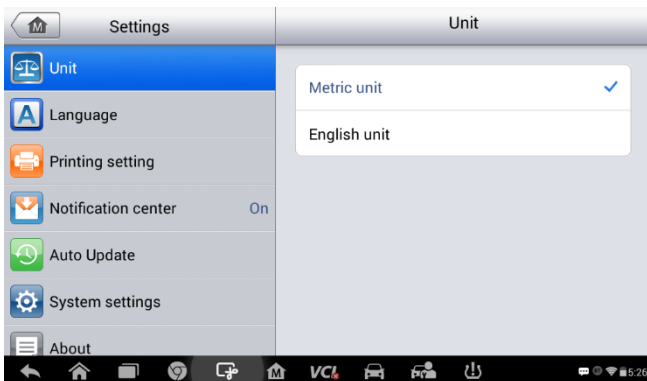 M
Settings
Unit
Unit
A
Language
Printing setting
Notification center On
Auto Update
System settings
About
Metric unit
English unit
M
VCI
5:26